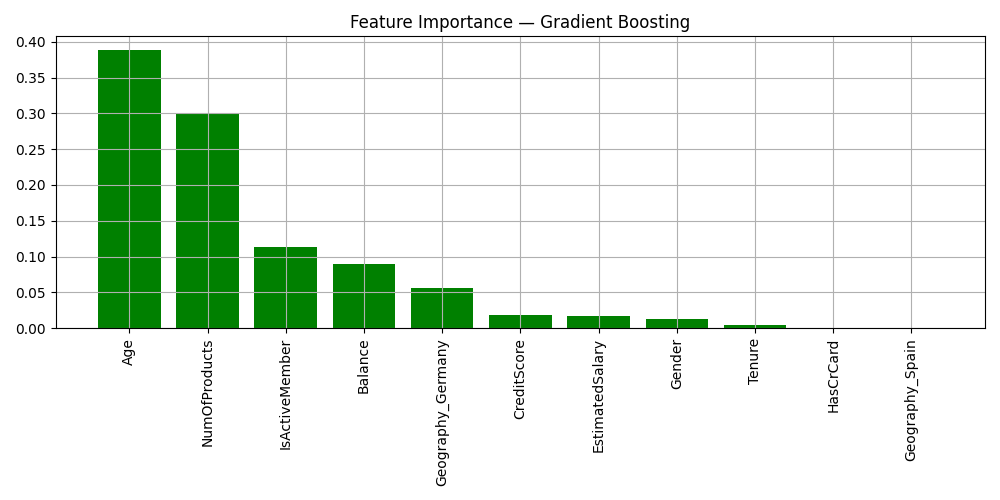 Feature Importance — Gradient Boosting
0.40
0.35
0.30
0.25
0.20
0.15
0.10
0.05
0.00
Age
NumOfProducts
IsActiveMember
Balance
Geography_Germany
CreditScore
EstimatedSalary
Gender
Tenure
HasCrCard
Geography_Spain